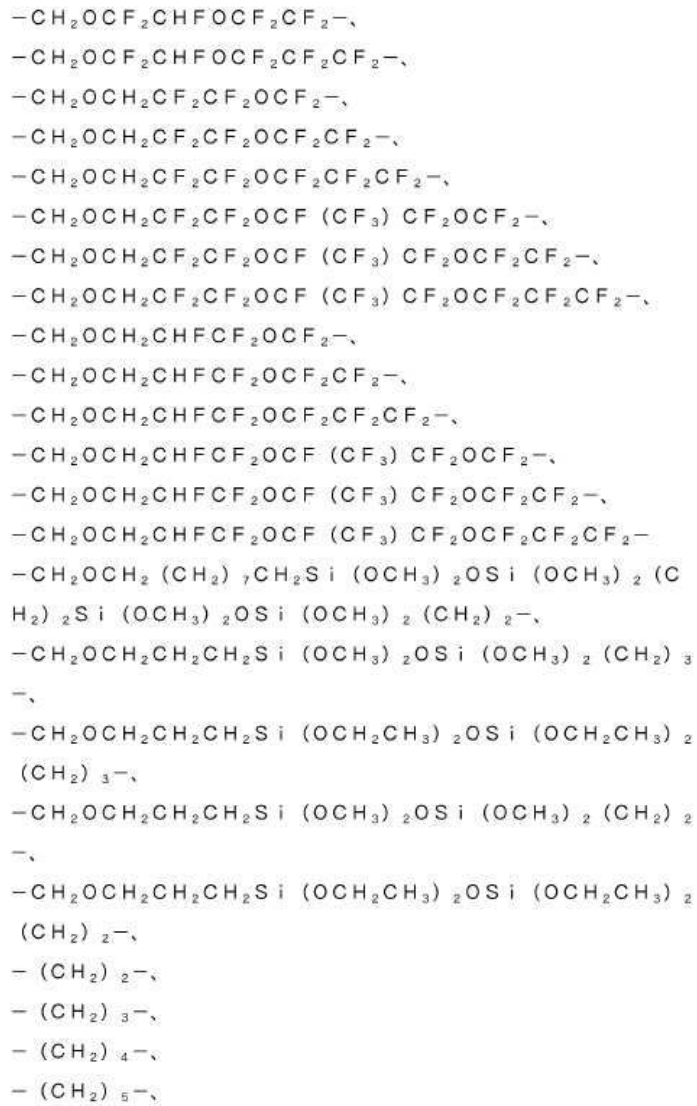 −CH₂OCF₂CHFOCF₂CF₂−、
−CH₂OCF₂CHFOCF₂CF₂CF₂−、
−CH₂OCH₂CF₂CF₂OCF₂−、
−CH₂OCH₂CF₂CF₂OCF₂CF₂−、
−CH₂OCH₂CF₂CF₂OCF₂CF₂CF₂−、
−CH₂OCH₂CF₂CF₂OCF (CF₃) CF₂OCF₂−、
−CH₂OCH₂CF₂CF₂OCF (CF₃) CF₂OCF₂CF₂−、
−CH₂OCH₂CF₂CF₂OCF (CF₃) CF₂OCF₂CF₂CF₂−、
−CH₂OCH₂CHFCF₂OCF₂−、
−CH₂OCH₂CHFCF₂OCF₂CF₂−、
−CH₂OCH₂CHFCF₂OCF₂CF₂CF₂−、
−CH₂OCH₂CHFCF₂OCF (CF₃) CF₂OCF₂−、
−CH₂OCH₂CHFCF₂OCF (CF₃) CF₂OCF₂CF₂−、
−CH₂OCH₂CHFCF₂OCF (CF₃) CF₂OCF₂CF₂CF₂−
−CH₂OCH₂ (CH₂) ₇CH₂Si (OCH₃) ₂OSi (OCH₃) ₂ (C
H₂) ₂Si (OCH₃) ₂OSi (OCH₃) ₂ (CH₂) ₂−、
−CH₂OCH₂CH₂CH₂Si (OCH₃) ₂OSi (OCH₃) ₂ (CH₂) ₃
−、
−CH₂OCH₂CH₂CH₂Si (OCH₂CH₃) ₂OSi (OCH₂CH₃) ₂
(CH₂) ₃−、
−CH₂OCH₂CH₂CH₂Si (OCH₃) ₂OSi (OCH₃) ₂ (CH₂) ₂
−、
−CH₂OCH₂CH₂CH₂Si (OCH₂CH₃) ₂OSi (OCH₂CH₃) ₂
(CH₂) ₂−、
− (CH₂) ₂−、
− (CH₂) ₃−、
− (CH₂) ₄−、
− (CH₂) ₅−、